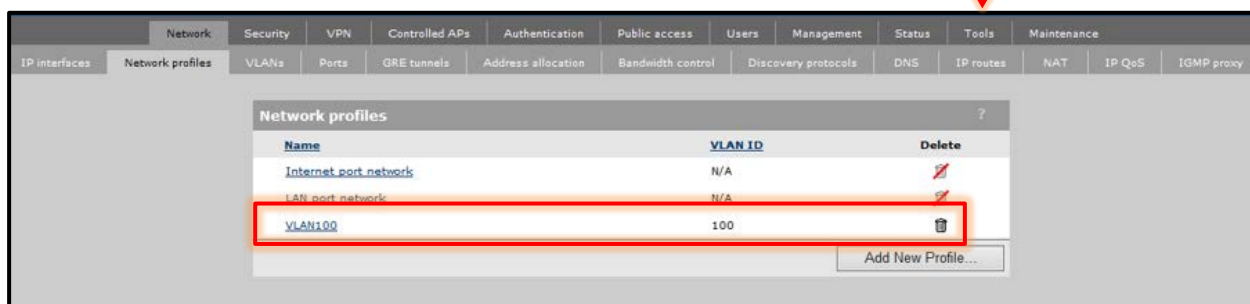 Network Security VPN Controlled APs Authentication Public access Users Management Status Tools Maintenance
IP interfaces Network profiles VLANs Ports GRE tunnels Address allocation Bandwidth control Discovery protocols DNS IP routes NAT IP QoS IGMP proxy
Network profiles ?
Name VLAN ID Delete
Internet port network N/A
LAN port network N/A
VLAN100 100
Add New Profile...